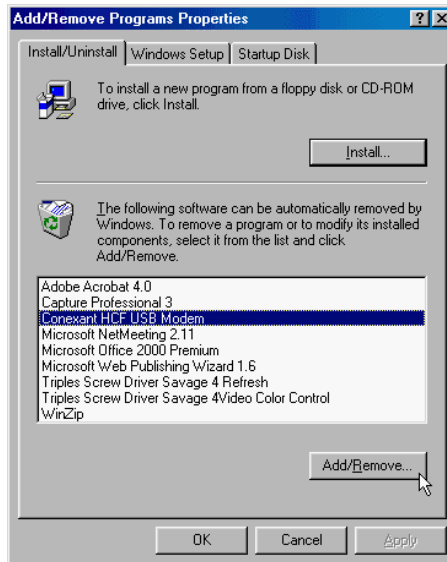 Add/Remove Programs Properties
Install/Uninstall Windows Setup Startup Disk
To install a new program from a floppy disk or CD-ROM
drive, click Install.
Install...
The following software can be automatically removed by
Windows. To remove a program or to modify its installed
components, select it from the list and click
Add/Remove.
Adobe Acrobat 4.0
Capture Professional 3
Conexant HCF USB Modem
Microsoft NetMeeting 2.11
Microsoft Office 2000 Premium
Microsoft Web Publishing Wizard 1.6
Triples Screw Driver Savage 4 Refresh
Triples Screw Driver Savage 4Video Color Control
WinZip
Add/Remove...
OK Cancel Apply